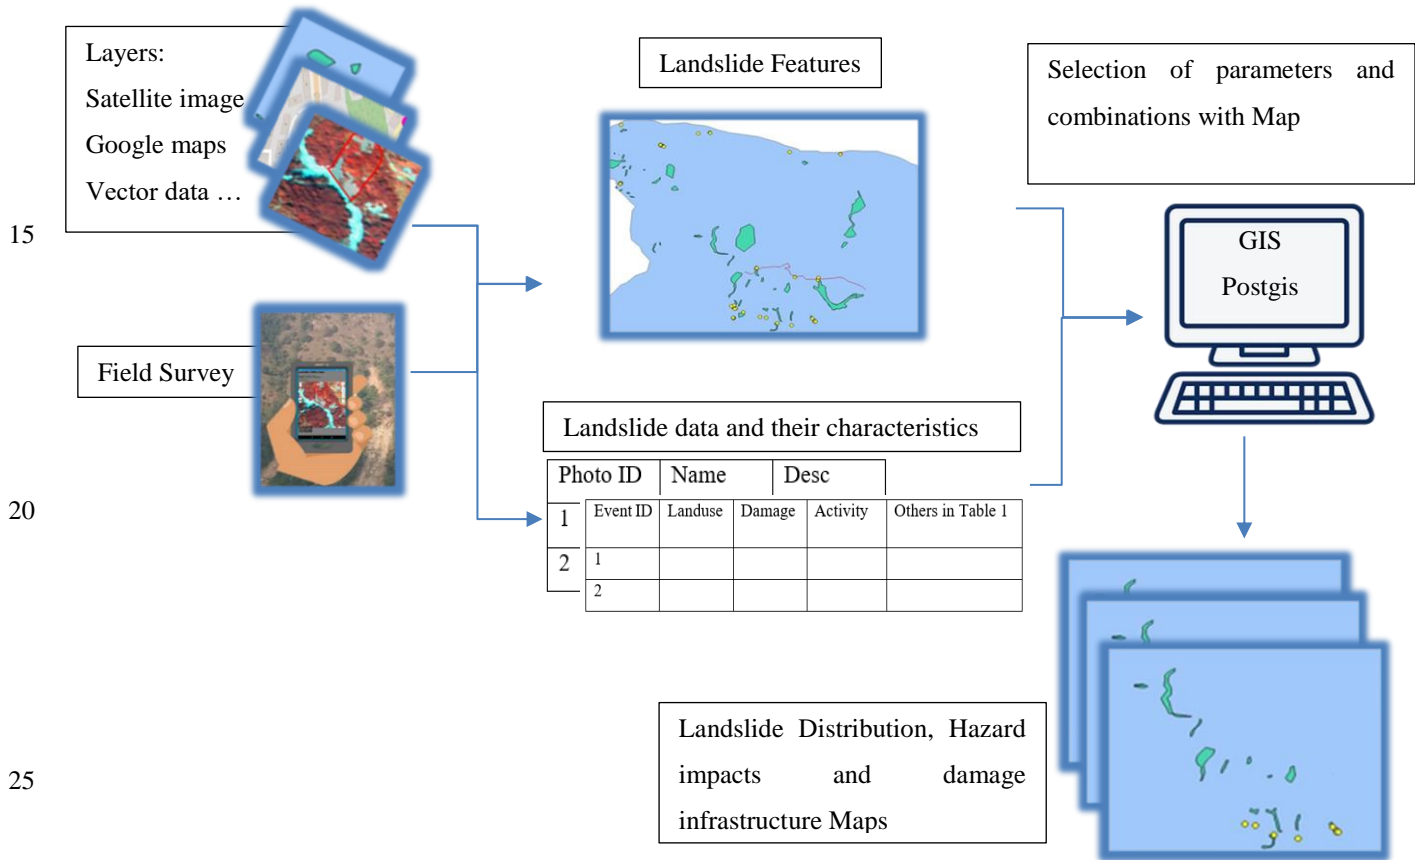 Layers:
Satellite image
Google maps
Vector data …
Landslide Features
Selection of parameters and
combinations with Map
15
GIS
Postgis
Field Survey
Landslide data and their characteristics
Photo ID Name Desc
20
1
Event ID Landuse Damage Activity Others in Table 1
2
1
2
25
Landslide Distribution, Hazard
impacts and damage
infrastructure Maps